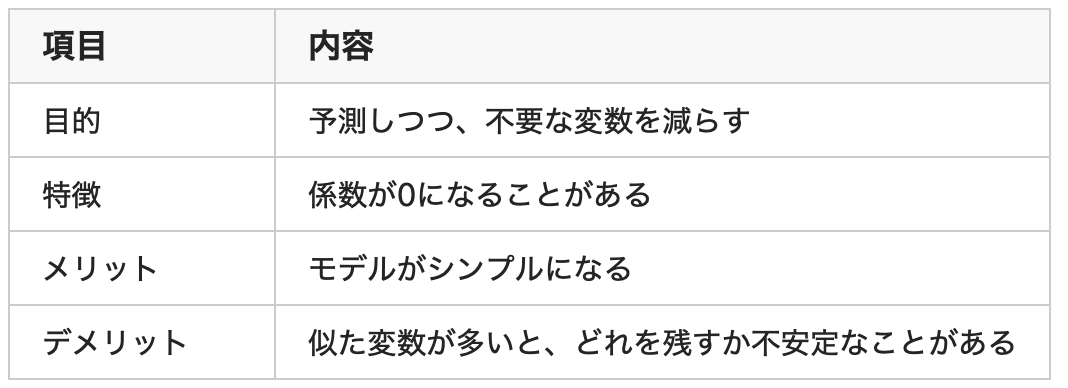 項目 内容
目的 予測しつつ、不要な変数を減らす
特徴 係数が0になることがある
メリット モデルがシンプルになる
デメリット 似た変数が多いと、どれを残すか不安定なことがある